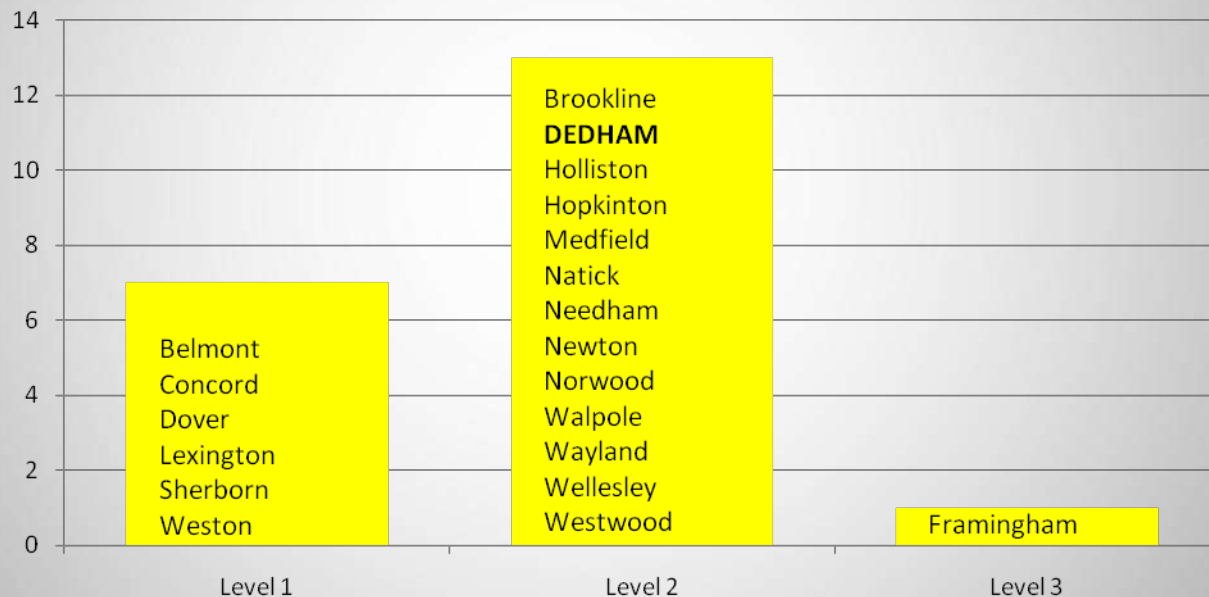 14
12
10
8
6
4
2
0
Belmont
Concord
Dover
Lexington
Sherborn
Weston
Brookline
DEDHAM
Holliston
Hopkinton
Medfield
Natick
Needham
Newton
Norwood
Walpole
Wayland
Wellesley
Westwood
Framingham
Level 1
Level 2
Level 3